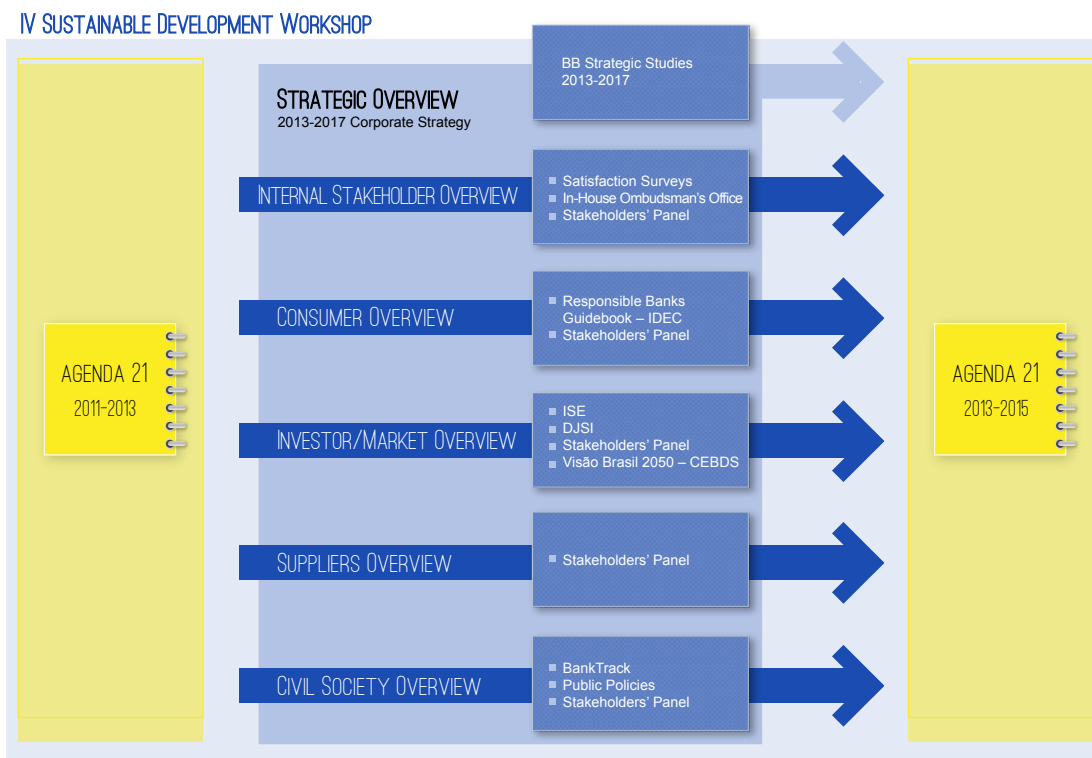 IV SUSTAINABLE DEVELOPMENT WORKSHOP
AGENDA 21
2011-2013
STRATEGIC OVERVIEW
2013-2017 Corporate Strategy
BB Strategic Studies
2013-2017
INTERNAL STAKEHOLDER OVERVIEW
Satisfaction Surveys
In-House Ombudsman's Office
Stakeholders' Panel
CONSUMER OVERVIEW
Responsible Banks
Guidebook – IDEC
Stakeholders' Panel
INVESTOR/MARKET OVERVIEW
ISE
DJSI
Stakeholders' Panel
Visão Brasil 2050 – CEBDS
SUPPLIERS OVERVIEW
Stakeholders' Panel
CIVIL SOCIETY OVERVIEW
BankTrack
Public Policies
Stakeholders' Panel
AGENDA 21
2013-2015